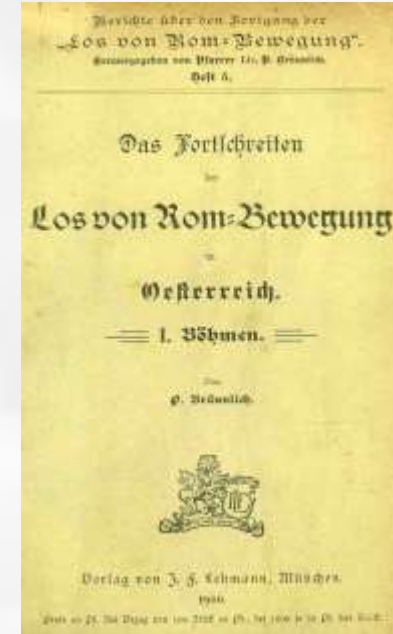 Berichte über den Fortgang der
„Los von Rom-Bewegung“.
Herausgegeben von Pfarrer Lic. P. Bräunlich.
Heft 5.
Das Fortschreiten
der
Los von Rom-Bewegung
in
Oesterreich.
I. Böhmen.
Von
P. Bräunlich.
Verlag von J. F. Lehmann, München.
1900.